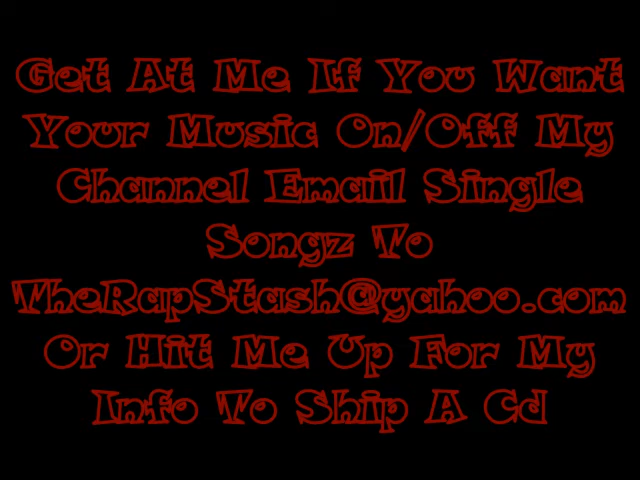 Get At Me If You Want
Your Music On/Off My
Channel Email Single
Songz To
TheRapStash@yahoo.com
Or Hit Me Up For My
Info To Ship A Cd